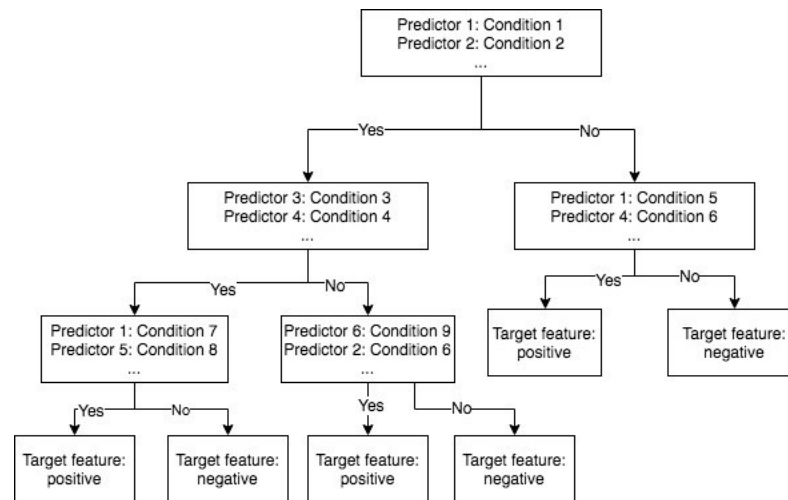 Predictor 1: Condition 1
Predictor 2: Condition 2
...
Yes
No
Predictor 3: Condition 3
Predictor 4: Condition 4
...
Predictor 1: Condition 5
Predictor 4: Condition 6
...
Yes
No
Yes
No
Predictor 1: Condition 7
Predictor 5: Condition 8
...
Predictor 6: Condition 9
Predictor 2: Condition 6
...
Target feature:
positive
Target feature:
negative
Yes
No
Yes
No
Target feature:
positive
Target feature:
negative
Target feature:
positive
Target feature:
negative